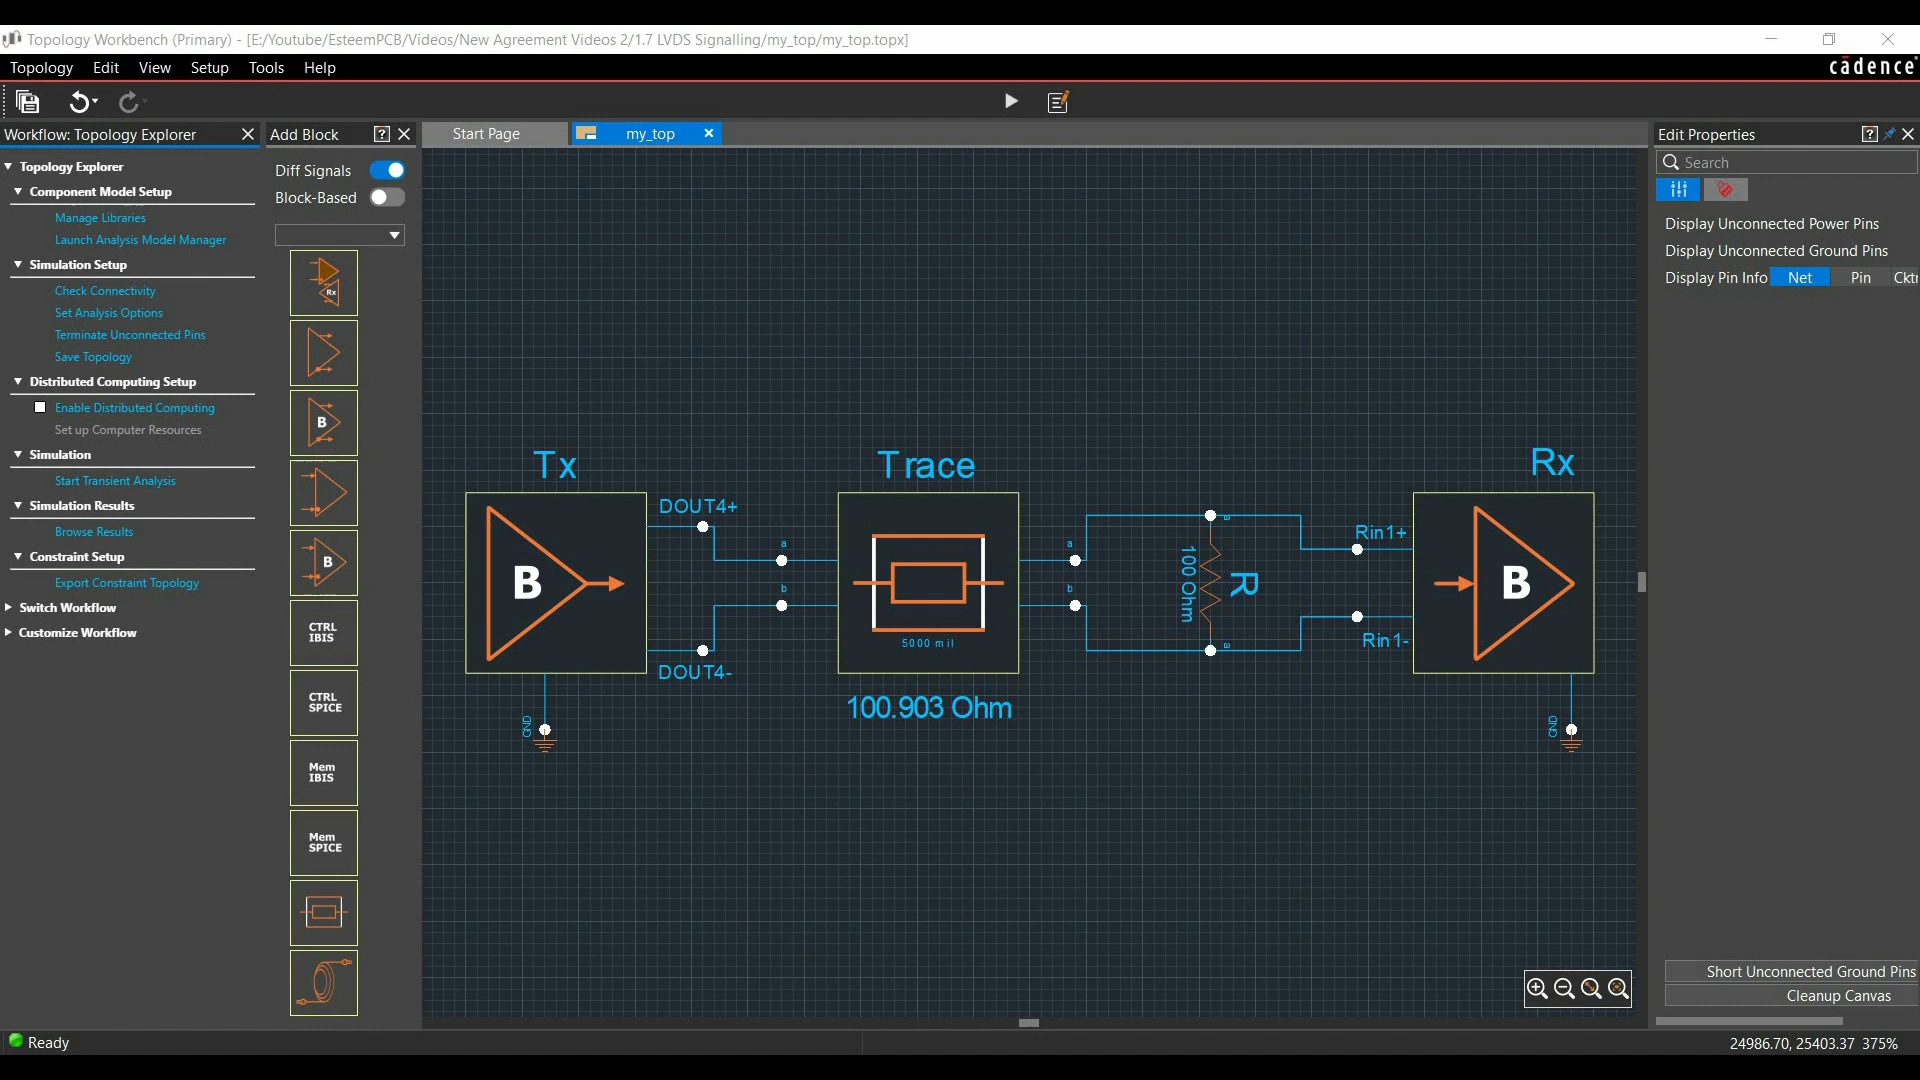 Topology Workbench (Primary) - [E:/Youtube/EsteemPCB/Videos/New Agreement Videos 2/1.7 LVDS Signalling/my_top/my_top.topx]
Topology Edit View Setup Tools Help
cādence
Workflow: Topology Explorer
Topology Explorer
Component Model Setup
Manage Libraries
Launch Analysis Model Manager
Simulation Setup
Check Connectivity
Set Analysis Options
Terminate Unconnected Pins
Save Topology
Distributed Computing Setup
Enable Distributed Computing
Set up Computer Resources
Simulation
Start Transient Analysis
Simulation Results
Browse Results
Constraint Setup
Export Constraint Topology
Switch Workflow
Customize Workflow
Add Block ?
Diff Signals
Block-Based
Rx
B
B
CTRL
IBIS
CTRL
SPICE
Mem
IBIS
Mem
SPICE
Start Page my_top
Tx
B
DOUT4+
DOUT4-
GND
a
b
Trace
5000 mil
100.903 Ohm
a
b
a
100 Ohm
R
a
Rx
Rin1+
Rin1-
B
GND
Edit Properties ?
Search
Display Unconnected Power Pins
Display Unconnected Ground Pins
Display Pin Info Net Pin Ckt
Short Unconnected Ground Pins
Cleanup Canvas
Ready
24986.70, 25403.37 375%